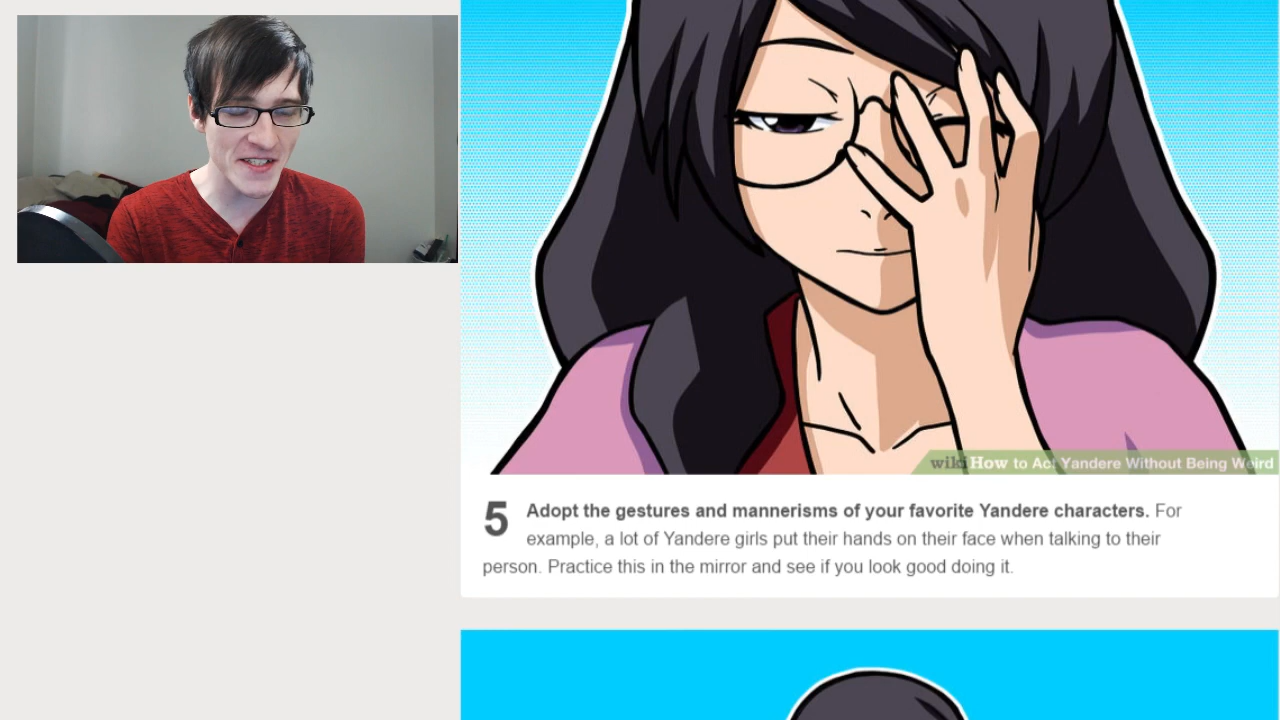 wikiHow to Act Yandere Without Being Weird
5 Adopt the gestures and mannerisms of your favorite Yandere characters. For
example, a lot of Yandere girls put their hands on their face when talking to their
person. Practice this in the mirror and see if you look good doing it.